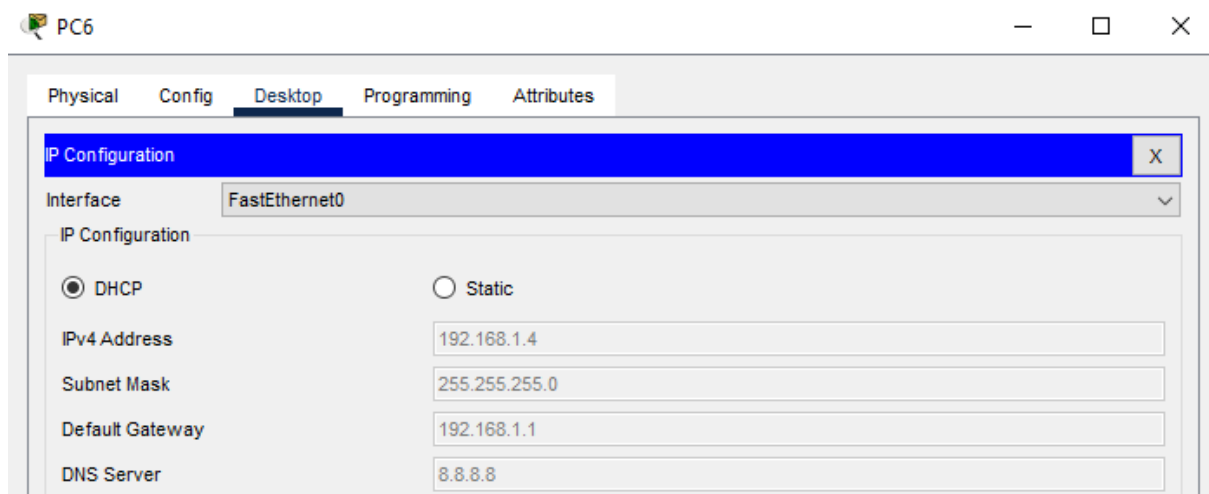 PC6
Physical Config Desktop Programming Attributes
IP Configuration X
Interface FastEthernet0
IP Configuration
DHCP Static
IPv4 Address 192.168.1.4
Subnet Mask 255.255.255.0
Default Gateway 192.168.1.1
DNS Server 8.8.8.8